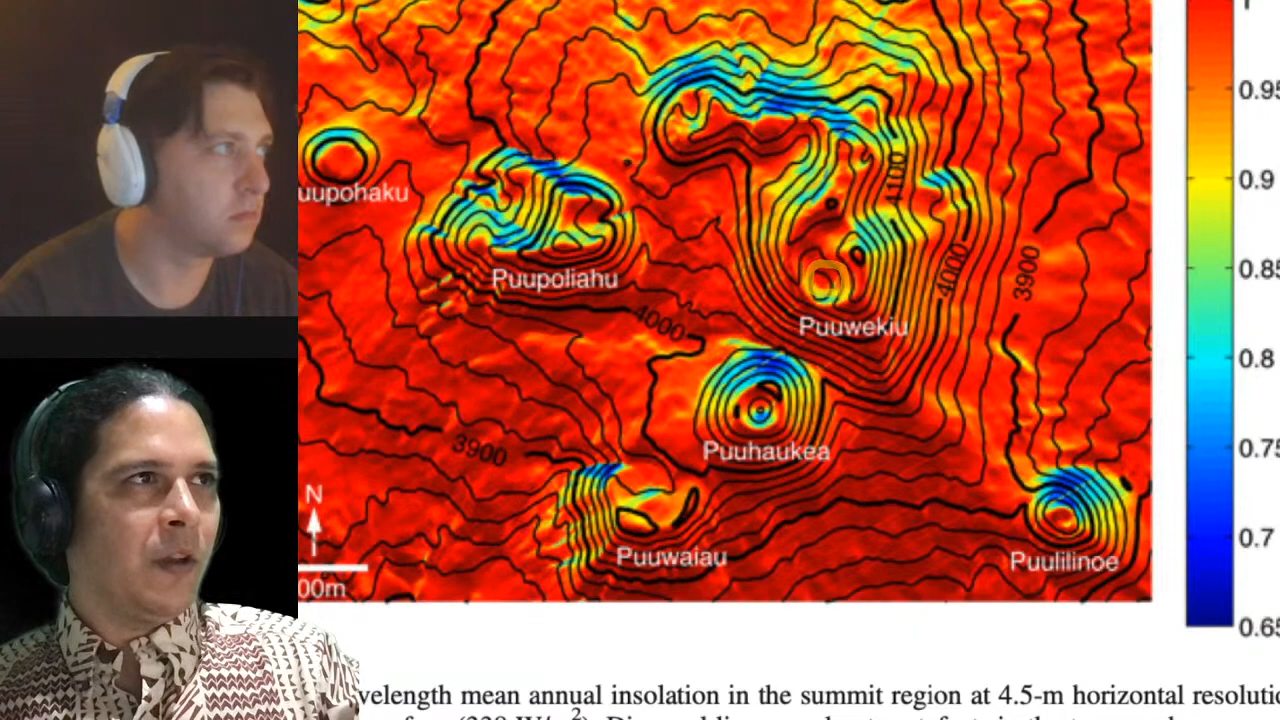 0.95
uupohaku
4100
0.9
Puupoliahu
4000
3900
0.85
4000
Puuwekiu
0.8
Puuhaukea
3900
0.75
N
Puuwaiau
Puulilinoe
0.7
00m
0.65
velength mean annual insolation in the summit region at 4.5-m horizontal resolutio